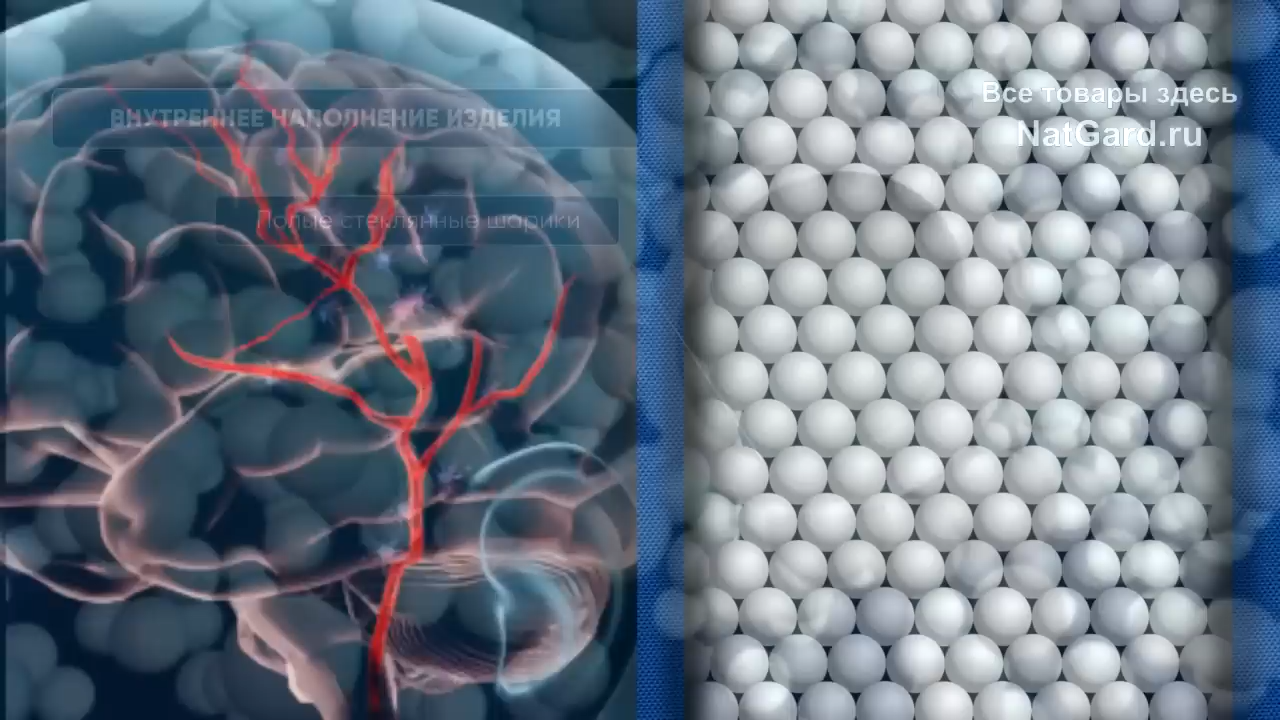 ВНУТРЕННЕЕ НАПОЛНЕНИЕ ИЗДЕЛИЯ
Полые стеклянные шарики
Все товары здесь
NatGard.ru